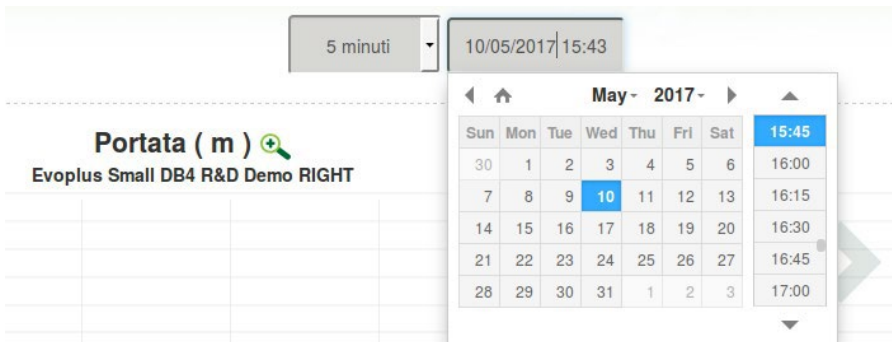 5 minuti
10/05/2017 15:43
May 2017
Sun Mon Tue Wed Thu Fri Sat
30 1 2 3 4 5 6
7 8 9 10 11 12 13
14 15 16 17 18 19 20
21 22 23 24 25 26 27
28 29 30 31 1 2 3
15:45
16:00
16:15
16:30
16:45
17:00
Portata ( m )
Evoplus Small DB4 R&D Demo RIGHT